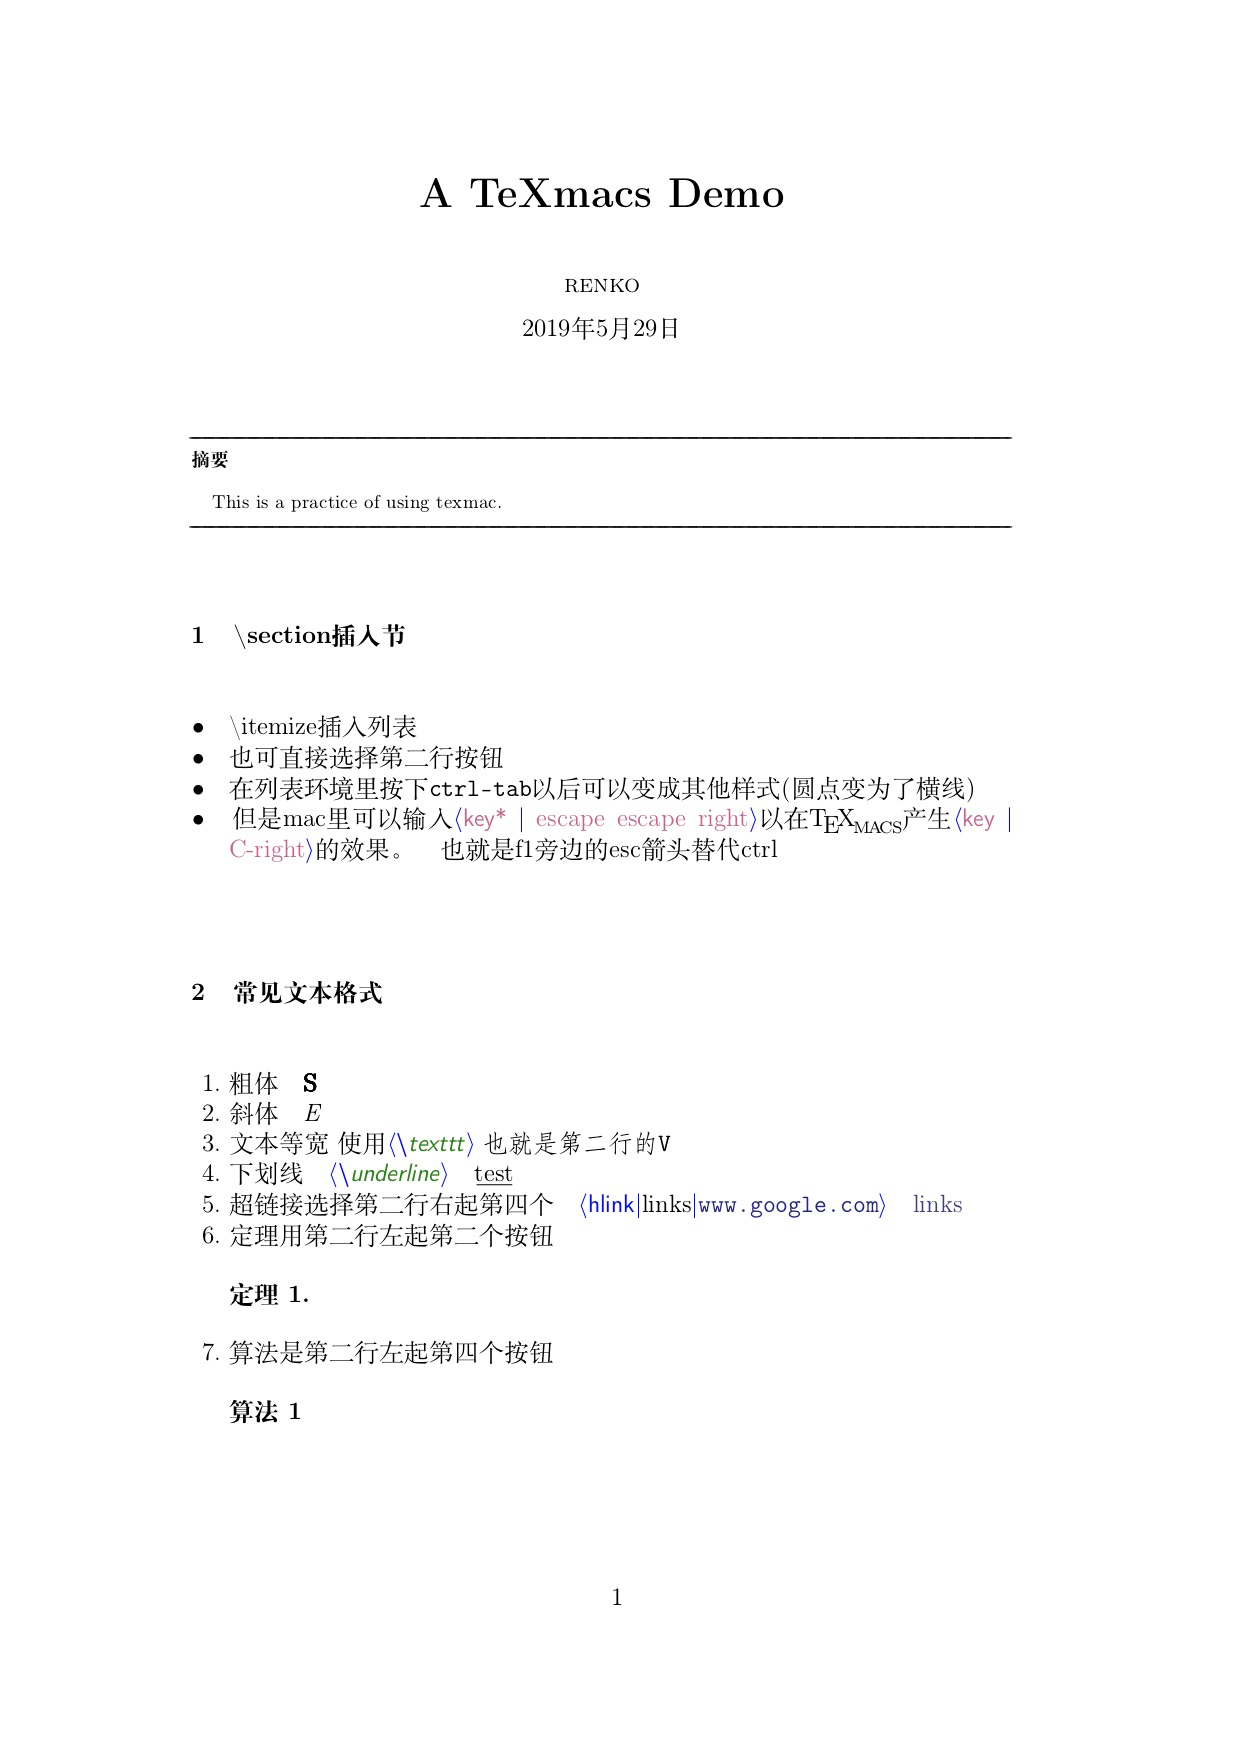 A TeXmacs Demo
RENKO
2019年5月29日
摘要
This is a practice of using texmac.
1 \section插入节
• \itemize插入列表
• 也可直接选择第二行按钮
• 在列表环境里按下ctrl-tab以后可以变成其他样式(圆点变为了横线)
• 但是mac里可以输入⟨key* | escape escape right⟩以在TEXMACS产生⟨key |
C-right⟩的效果。 也就是f1旁边的esc箭头替代ctrl
2 常见文本格式
1. 粗体 S
2. 斜体 E
3. 文本等宽 使用⟨\texttt⟩ 也就是第二行的V
4. 下划线 ⟨\underline⟩ test
5. 超链接选择第二行右起第四个 ⟨hlink|links|www.google.com⟩ links
6. 定理用第二行左起第二个按钮
定理 1.
7. 算法是第二行左起第四个按钮
算法 1
1